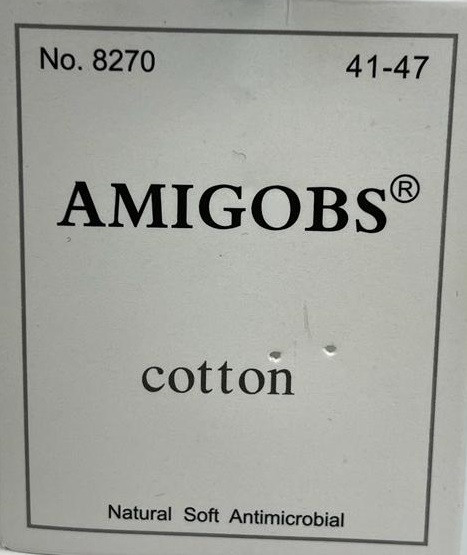 No. 8270 41-47
AMIGOBS®
cotton
Natural Soft Antimicrobial